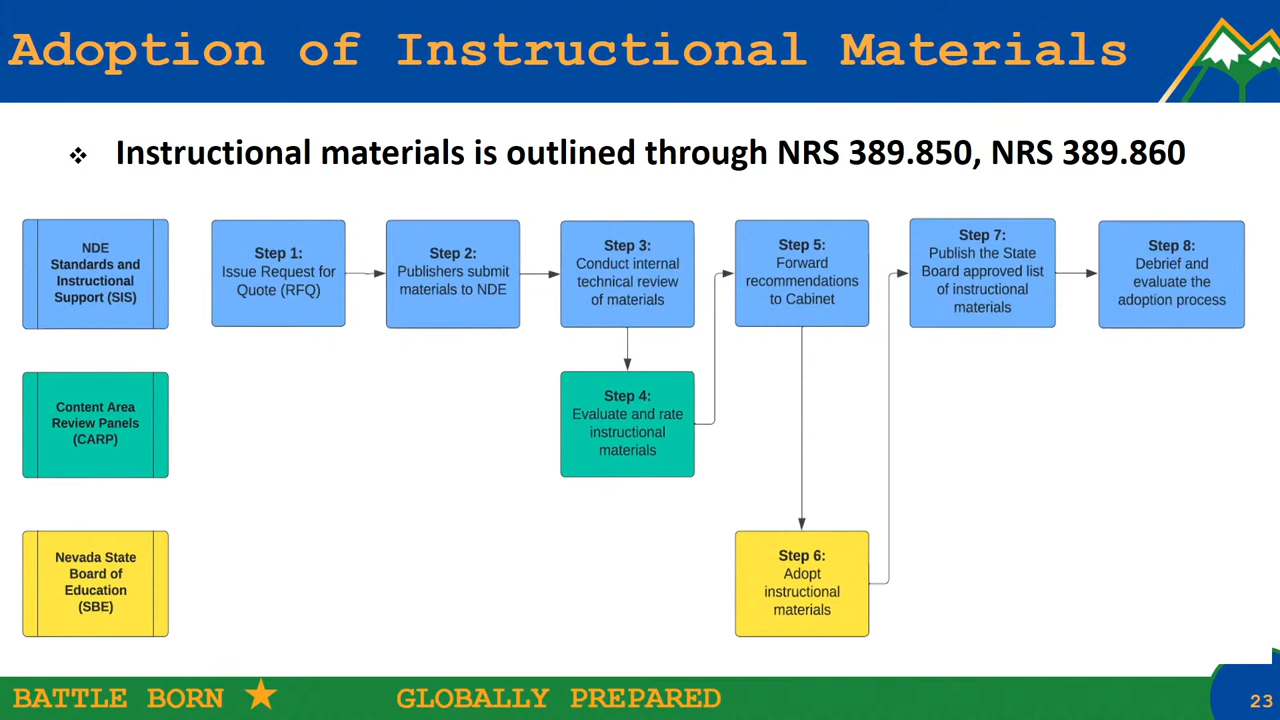 Adoption of Instructional Materials
❖ Instructional materials is outlined through NRS 389.850, NRS 389.860
NDE
Standards and
Instructional
Support (SIS)
Step 1:
Issue Request for
Quote (RFQ)
Step 2:
Publishers submit
materials to NDE
Step 3:
Conduct internal
technical review
of materials
Step 5:
Forward
recommendations
to Cabinet
Step 7:
Publish the State
Board approved list
of instructional
materials
Step 8:
Debrief and
evaluate the
adoption process
Content Area
Review Panels
(CARP)
Step 4:
Evaluate and rate
instructional
materials
Nevada State
Board of
Education
(SBE)
Step 6:
Adopt
instructional
materials
BATTLE BORN ★ GLOBALLY PREPARED
23